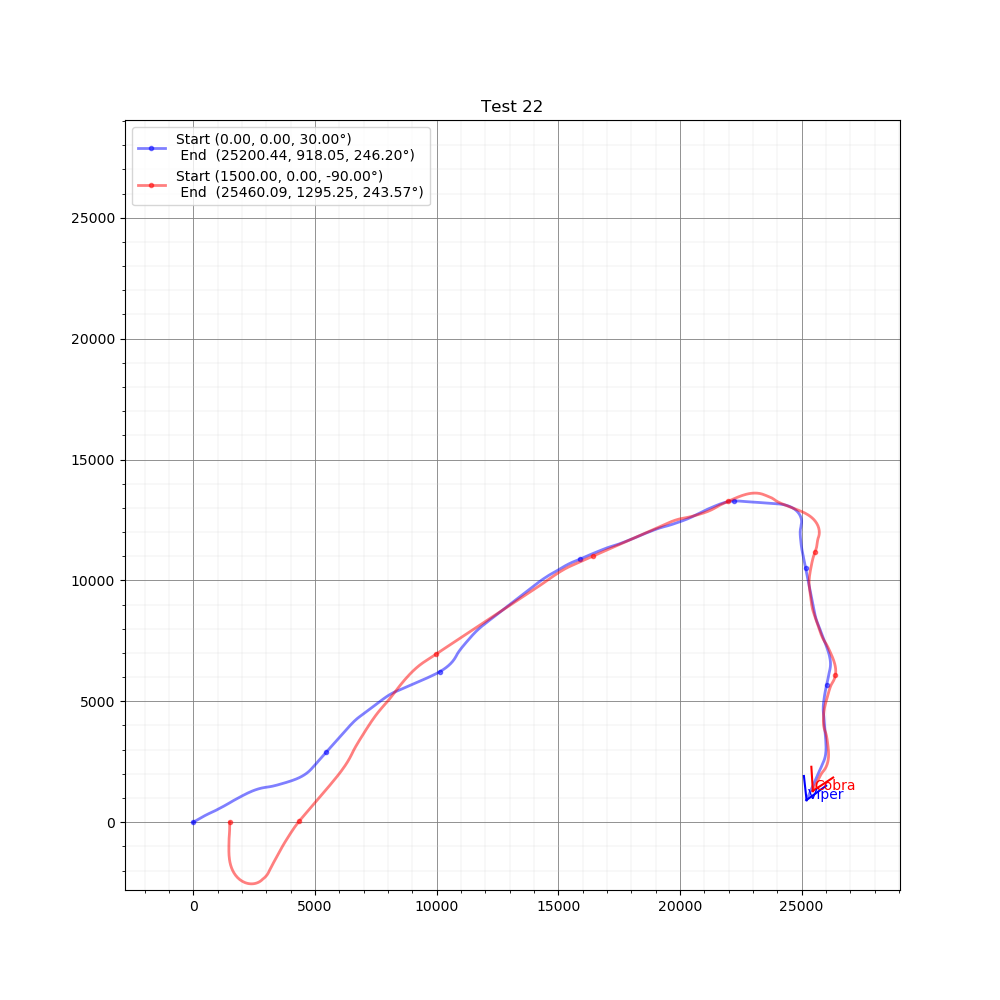 Test 22
Start (0.00, 0.00, 30.00°)
End (25200.44, 918.05, 246.20°)
Start (1500.00, 0.00, -90.00°)
End (25460.09, 1295.25, 243.57°)
25000
20000
15000
10000
5000
0
Cobra
Viper
0 5000 10000 15000 20000 25000